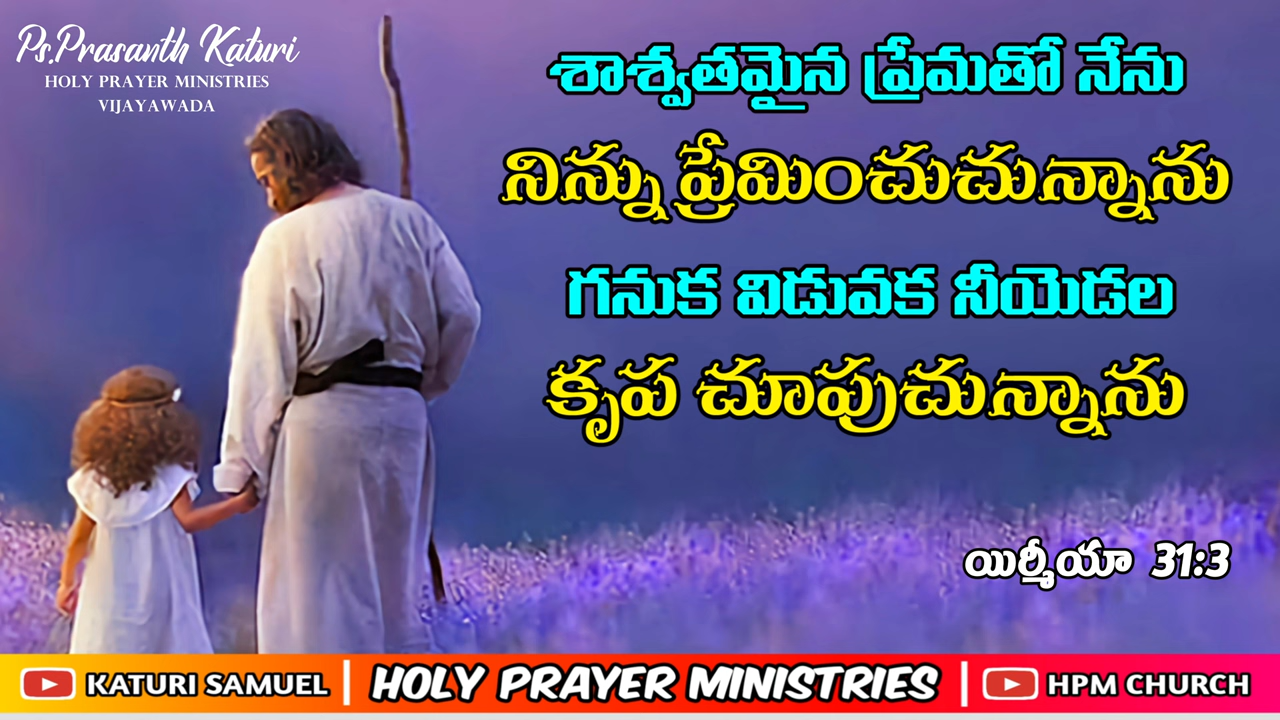 Ps.Prasanth Katuri
HOLY PRAYER MINISTRIES
VIJAYAWADA
శాశ్వతమైన ప్రేమతో నేను
నిన్ను ప్రేమించుచున్నాను
గనుక విడువక నీయెడల
కృప చూపుచున్నాను
యిర్మీయా 31:3
KATURI SAMUEL | HOLY PRAYER MINISTRIES | HPM CHURCH